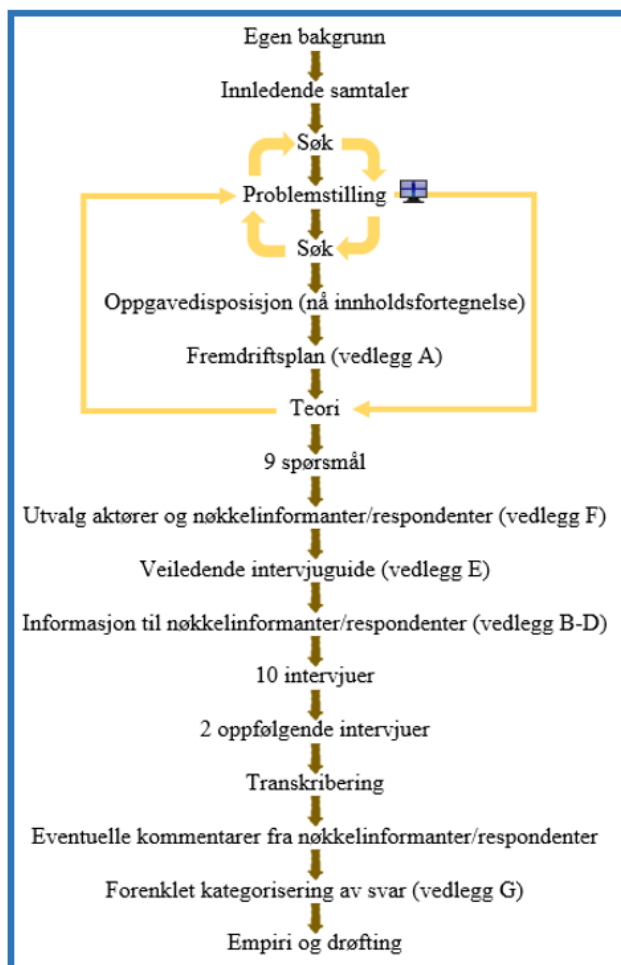 Egen bakgrunn
Innledende samtaler
Søk
Problemstilling
Søk
Oppgavedisposisjon (nå innholdsfortegnelse)
Fremdriftsplan (vedlegg A)
Teori
9 spørsmål
Utvalg aktører og nøkkelinformanter/respondenter (vedlegg F)
Veiledende intervjuguide (vedlegg E)
Informasjon til nøkkelinformanter/respondenter (vedlegg B-D)
10 intervjuer
2 oppfølgende intervjuer
Transkribering
Eventuelle kommentarer fra nøkkelinformanter/respondenter
Forenklet kategorisering av svar (vedlegg G)
Empiri og drøfting